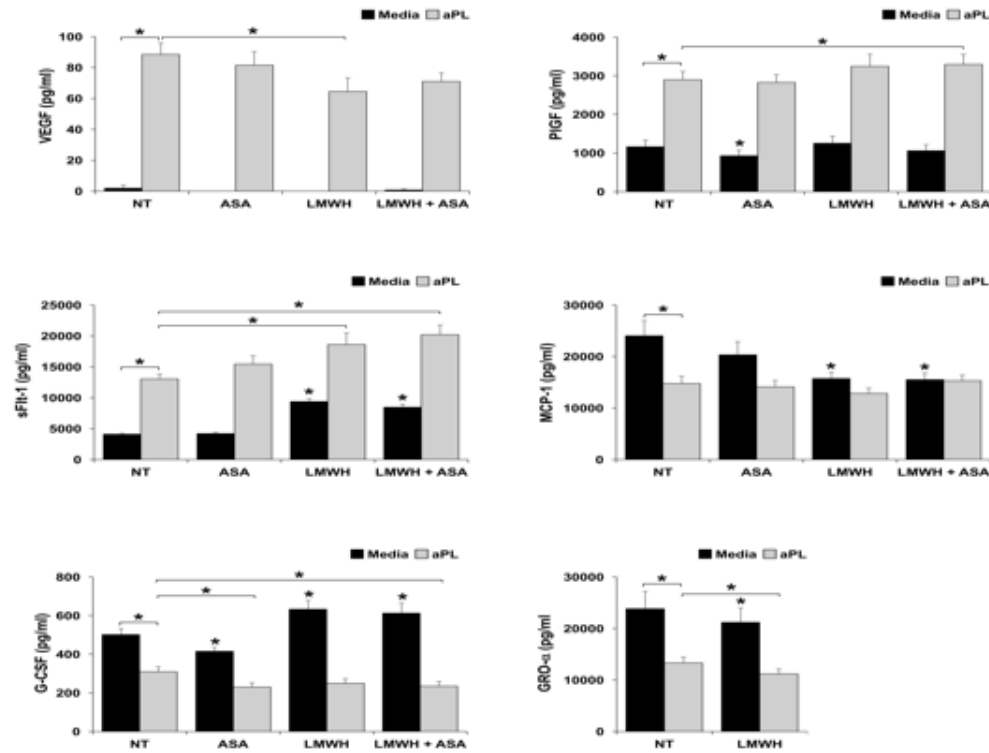 Media aPL
* *
100
80
60
40
20
0
VEGF (pg/ml)
NT ASA LMWH LMWH + ASA
Media aPL
* *
*
4000
3000
2000
1000
0
PlGF (pg/ml)
NT ASA LMWH LMWH + ASA
Media aPL
*
*
*
* *
25000
20000
15000
10000
5000
0
sFlt-1 (pg/ml)
NT ASA LMWH LMWH + ASA
Media aPL
*
* *
30000
20000
10000
0
MCP-1 (pg/ml)
NT ASA LMWH LMWH + ASA
Media aPL
*
* *
* * *
800
600
400
200
0
G-CSF (pg/ml)
NT ASA LMWH LMWH + ASA
Media aPL
* *
*
30000
20000
10000
0
GRO-α (pg/ml
NT LMWH